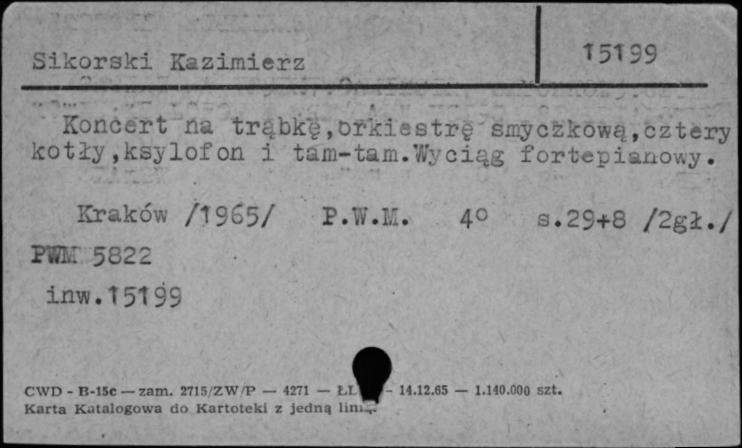 Sikorski Kazimierz 15199
Koncert na trąbkę,orkiestrę smyczkową,cztery
kotły,ksylofon i tam-tam.Wyciąg fortepianowy.
Kraków /1965/ P.W.M. 4° s.29+8 /2gł./
PWM 5822
inw.15199
CWD - B-15c — zam. 2715/ZW/P — 4271 — - 14.12.65 — 1.140.000 szt.
Karta Katalogowa do Kartoteki z jedną